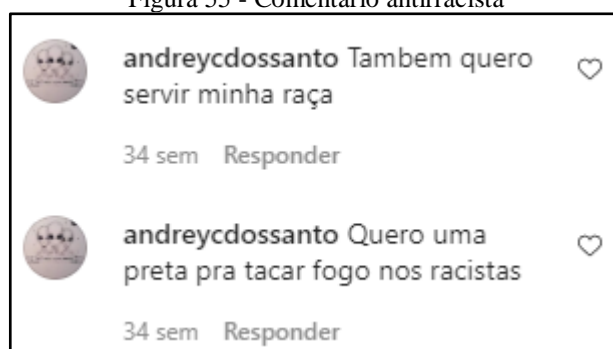 Figura 55 - Comentário antirracista
andreycdossanto Tambem quero
servir minha raça
34 sem Responder
andreycdossanto Quero uma
preta pra tacar fogo nos racistas
34 sem Responder